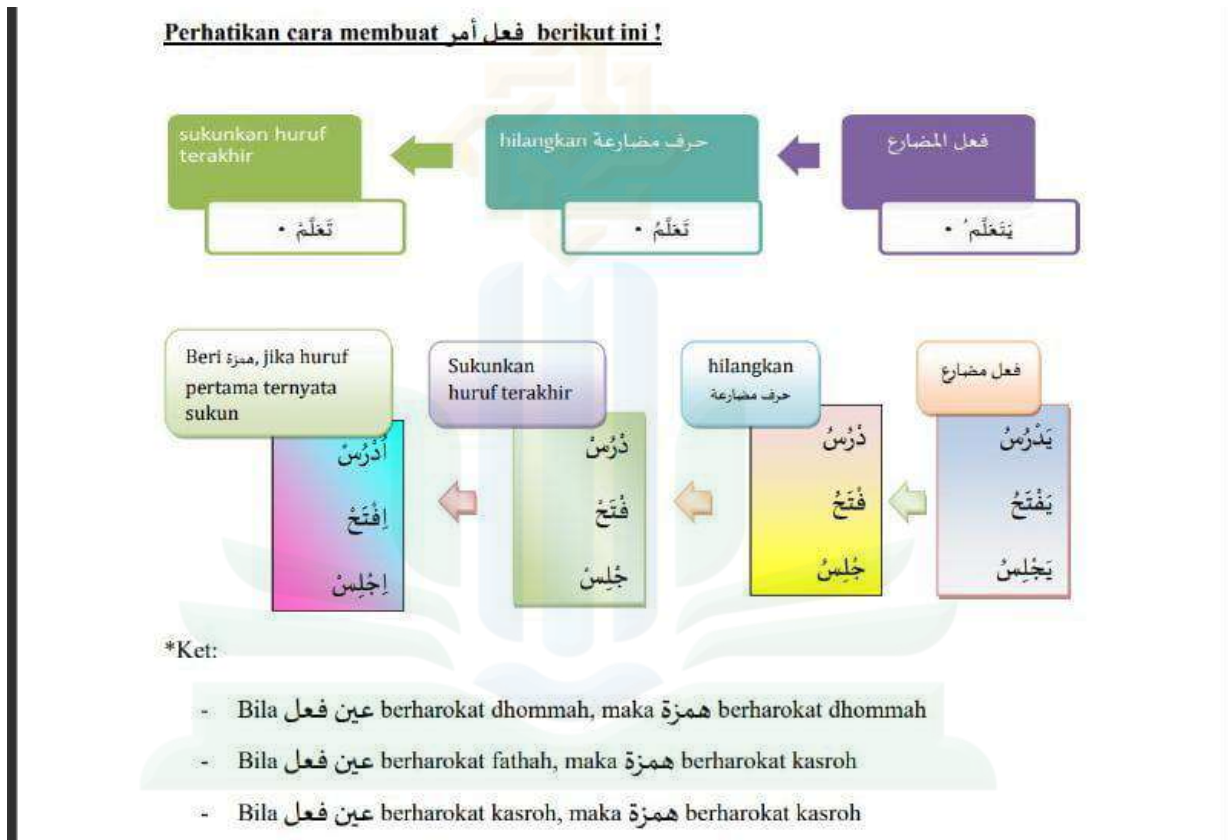 Perhatikan cara membuat فعل أمر berikut ini !
فعل المضارع
hilangkan حرف مضارعة
sukunkan huruf
terakhir
يَتَعَلَّمُ •
تَعَلَّمُ •
تَعَلَّمْ •
فعل مضارع
hilangkan
حرف مضارعة
Sukunkan
huruf terakhir
Beri همزة, jika huruf
pertama ternyata
sukun
يَدْرُسُ
يَفْتَحُ
يَجْلِسُ
دْرُسُ
فْتَحُ
جْلِسُ
دْرُسْ
فْتَحْ
جْلِسْ
اُدْرُسْ
اِفْتَحْ
اِجْلِسْ
*Ket:
- Bila عين فعل berharokat dhommah, maka همزة berharokat dhommah
- Bila عين فعل berharokat fathah, maka همزة berharokat kasroh
- Bila عين فعل berharokat kasroh, maka همزة berharokat kasroh